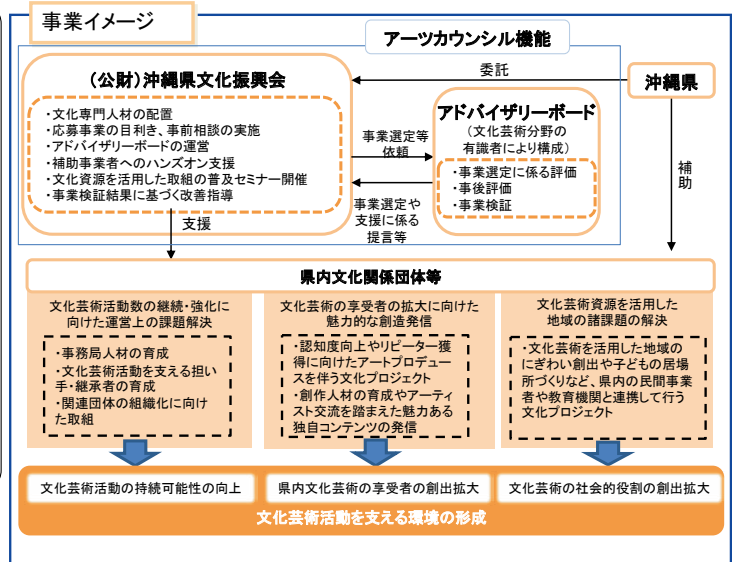 事業イメージ
アーツカウンシル機能
(公財)沖縄県文化振興会
・文化専門人材の配置
・応募事業の目利き、事前相談の実施
・アドバイザリーボードの運営
・補助事業者へのハンズオン支援
・文化資源を活用した取組の普及セミナー開催
・事業検証結果に基づく改善指導
委託
沖縄県
事業選定等
依頼
事業選定や
支援に係る
提言等
アドバイザリーボード
(文化芸術分野の
有識者により構成)
・事業選定に係る評価
・事後評価
・事業検証
補
助
支援
県内文化関係団体等
文化芸術活動数の継続・強化に
向けた運営上の課題解決
・事務局人材の育成
・文化芸術活動を支える担い
手・継承者の育成
・関連団体の組織化に向け
た取組
文化芸術の享受者の拡大に向けた
魅力的な創造発信
・認知度向上やリピーター獲
得に向けたアートプロデュー
スを伴う文化プロジェクト
・創作人材の育成やアーティ
スト交流を踏まえた魅力ある
独自コンテンツの発信
文化芸術資源を活用した
地域の諸課題の解決
・文化芸術を活用した地域の
にぎわい創出や子どもの居場
所づくりなど、県内の民間事業
者や教育機関と連携して行う
文化プロジェクト
文化芸術活動の持続可能性の向上
県内文化芸術の享受者の創出拡大
文化芸術の社会的役割の創出拡大
文化芸術活動を支える環境の形成